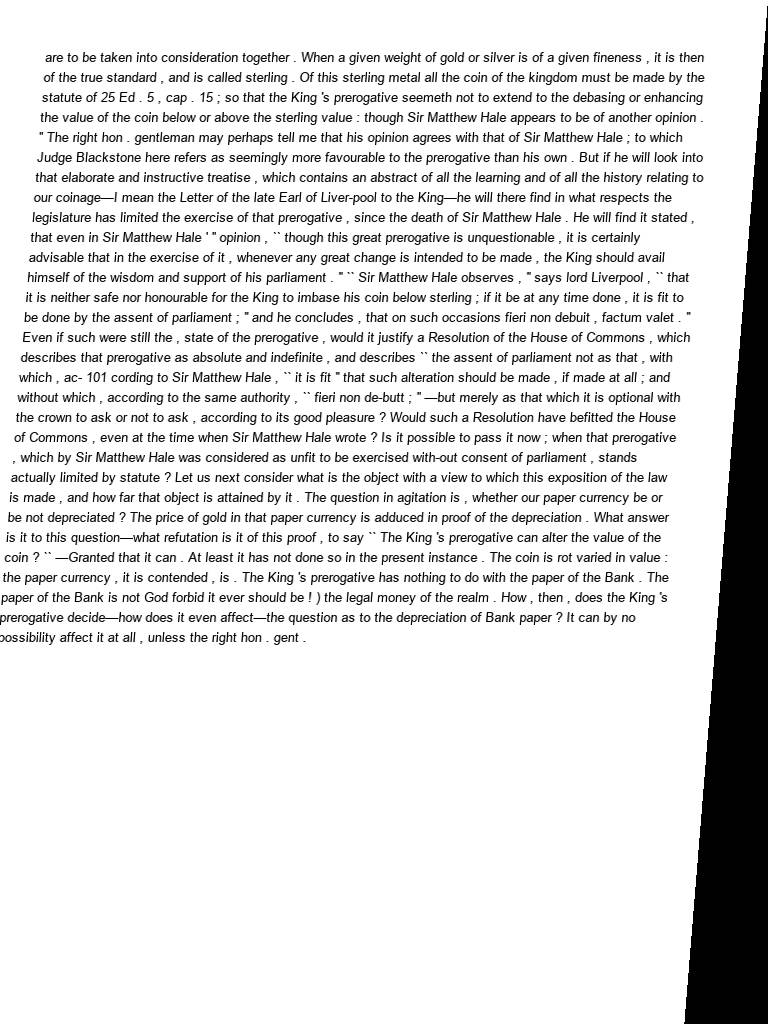 are to be taken into consideration together . When a given weight of gold or silver is of a given fineness , it is then
of the true standard , and is called sterling . Of this sterling metal all the coin of the kingdom must be made by the
statute of 25 Ed . 5 , cap . 15 ; so that the King 's prerogative seemeth not to extend to the debasing or enhancing
the value of the coin below or above the sterling value : though Sir Matthew Hale appears to be of another opinion .
" The right hon . gentleman may perhaps tell me that his opinion agrees with that of Sir Matthew Hale ; to which
Judge Blackstone here refers as seemingly more favourable to the prerogative than his own . But if he will look into
that elaborate and instructive treatise , which contains an abstract of all the learning and of all the history relating to
our coinage—I mean the Letter of the late Earl of Liver-pool to the King—he will there find in what respects the
legislature has limited the exercise of that prerogative , since the death of Sir Matthew Hale . He will find it stated ,
that even in Sir Matthew Hale ' " opinion , `` though this great prerogative is unquestionable , it is certainly
advisable that in the exercise of it , whenever any great change is intended to be made , the King should avail
himself of the wisdom and support of his parliament . " `` Sir Matthew Hale observes , " says lord Liverpool , `` that
it is neither safe nor honourable for the King to imbase his coin below sterling ; if it be at any time done , it is fit to
be done by the assent of parliament ; " and he concludes , that on such occasions fieri non debuit , factum valet . "
Even if such were still the , state of the prerogative , would it justify a Resolution of the House of Commons , which
describes that prerogative as absolute and indefinite , and describes `` the assent of parliament not as that , with
which , ac- 101 cording to Sir Matthew Hale , `` it is fit " that such alteration should be made , if made at all ; and
without which , according to the same authority , `` fieri non de-butt ; " —but merely as that which it is optional with
the crown to ask or not to ask , according to its good pleasure ? Would such a Resolution have befitted the House
of Commons , even at the time when Sir Matthew Hale wrote ? Is it possible to pass it now ; when that prerogative
, which by Sir Matthew Hale was considered as unfit to be exercised with-out consent of parliament , stands
actually limited by statute ? Let us next consider what is the object with a view to which this exposition of the law
is made , and how far that object is attained by it . The question in agitation is , whether our paper currency be or
be not depreciated ? The price of gold in that paper currency is adduced in proof of the depreciation . What answer
is it to this question—what refutation is it of this proof , to say `` The King 's prerogative can alter the value of the
coin ? `` —Granted that it can . At least it has not done so in the present instance . The coin is rot varied in value :
the paper currency , it is contended , is . The King 's prerogative has nothing to do with the paper of the Bank . The
paper of the Bank is not God forbid it ever should be ! ) the legal money of the realm . How , then , does the King 's
prerogative decide—how does it even affect—the question as to the depreciation of Bank paper ? It can by no
possibility affect it at all , unless the right hon . gent .